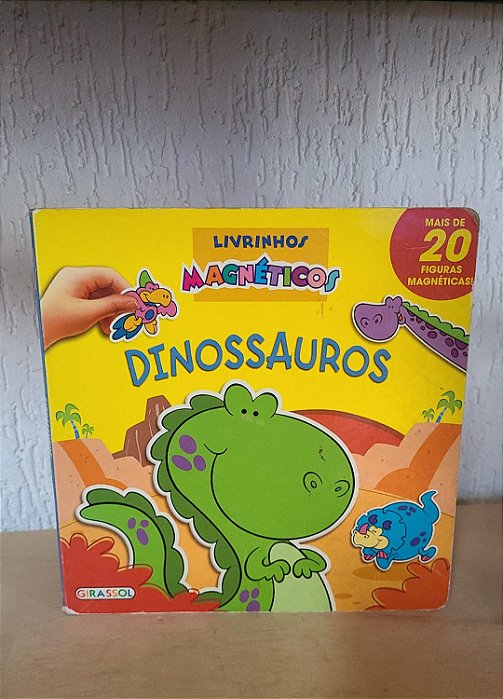 LIVRINHOS
MAGNÉTICOS
MAIS DE
20
FIGURAS
MAGNÉTICAS!
DINOSSAUROS
GIRASSOL